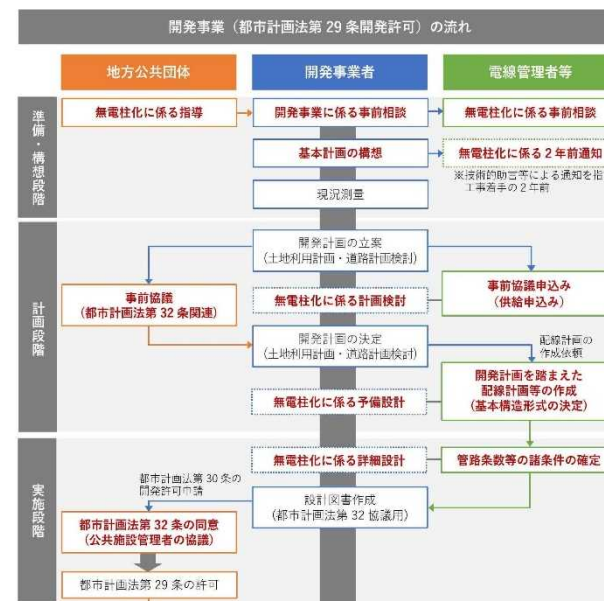 開発事業（都市計画法第29条開発許可）の流れ
地方公共団体
開発事業者
電線管理者等
準備・構想段階
無電柱化に係る指導
開発事業に係る事前相談
無電柱化に係る事前相談
基本計画の構想
無電柱化に係る2年前通知
※技術的助言等による通知を指
工事着手の2年前
現況測量
計画段階
開発計画の立案
(土地利用計画・道路計画検討)
事前協議
(都市計画法第32条関連)
無電柱化に係る計画検討
事前協議申込み
(供給申込み)
開発計画の決定
(土地利用計画・道路計画検討)
配線計画の
作成依頼
開発計画を踏まえた
配線計画等の作成
(基本構造形式の決定)
無電柱化に係る予備設計
実施段階
無電柱化に係る詳細設計
管路条数等の諸条件の確定
都市計画法第30条の
開発許可申請
設計図書作成
(都市計画法第32協議用)
都市計画法第32条の同意
(公共施設管理者の協議)
都市計画法第29条の許可